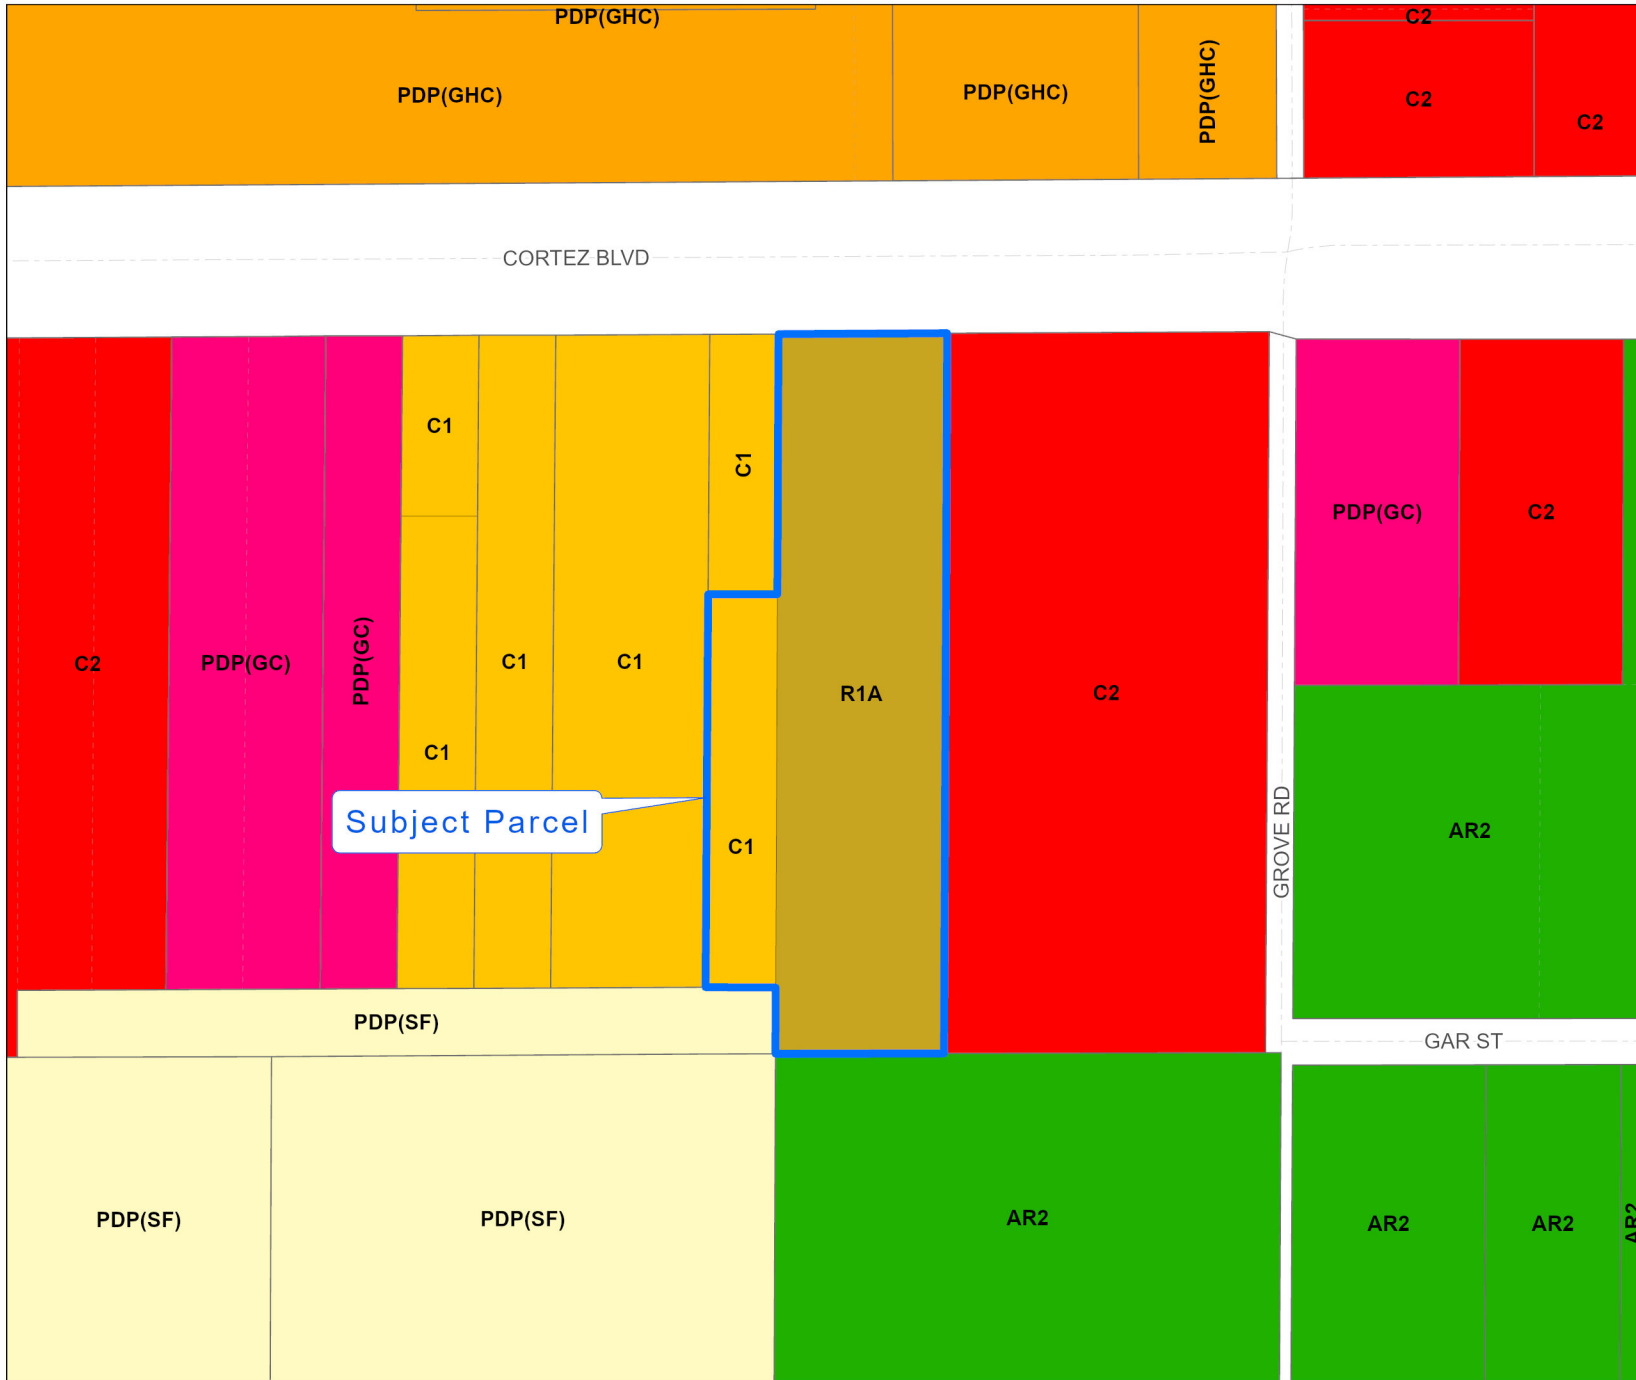 PDP(GHC)
C2
PDP(GHC)
PDP(GHC)
PDP(GHC)
C2
C2
CORTEZ BLVD
C1
C1
PDP(GC)
C2
C2
PDP(GC)
PDP(GC)
C1
C1
R1A
C2
C1
Subject Parcel
C1
GROVE RD
AR2
PDP(SF)
GAR ST
PDP(SF)
PDP(SF)
AR2
AR2
AR2
AR2